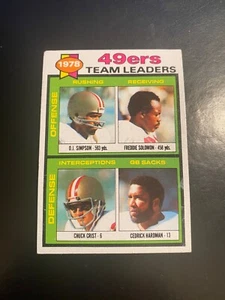 1978
49ers
TEAM LEADERS
RUSHING RECEIVING
OFFENSE
O.J. SIMPSON - 593 yds. FREDDIE SOLOMON - 458 yds.
INTERCEPTIONS QB SACKS
DEFENSE
CHUCK CRIST - 6 CEDRICK HARDMAN - 13